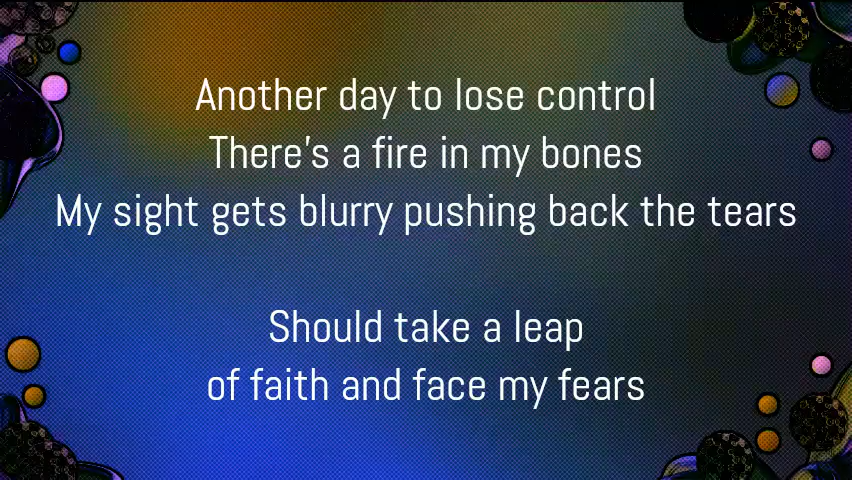 Another day to lose control
There's a fire in my bones
My sight gets blurry pushing back the tears
Should take a leap
of faith and face my fears